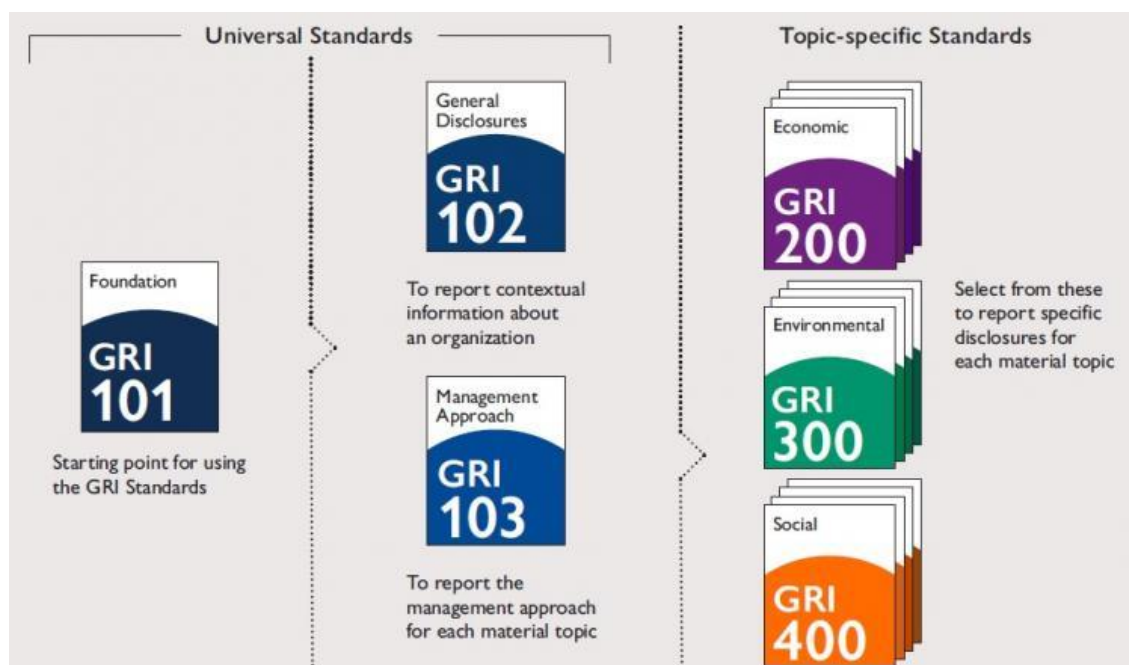 Universal Standards
Foundation
GRI
101
Starting point for using
the GRI Standards
General
Disclosures
GRI
102
To report contextual
information about
an organization
Management
Approach
GRI
103
To report the
management approach
for each material topic
Topic-specific Standards
Economic
GRI
200
Environmental
GRI
300
Social
GRI
400
Select from these
to report specific
disclosures for
each material topic